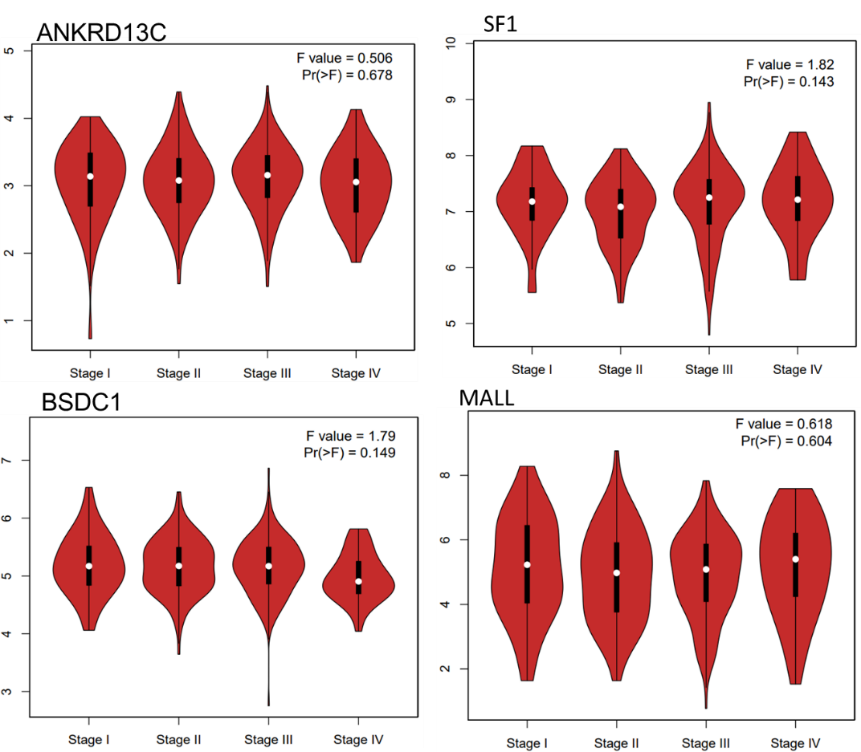 ANKRD13C
F value = 0.506
Pr(>F) = 0.678
5
4
3
2
1
Stage I Stage II Stage III Stage IV
SF1
F value = 1.82
Pr(>F) = 0.143
10
9
8
7
6
5
Stage I Stage II Stage III Stage IV
BSDC1
F value = 1.79
Pr(>F) = 0.149
7
6
5
4
3
Stage I Stage II Stage III Stage IV
MALL
F value = 0.618
Pr(>F) = 0.604
8
6
4
2
Stage I Stage II Stage III Stage IV